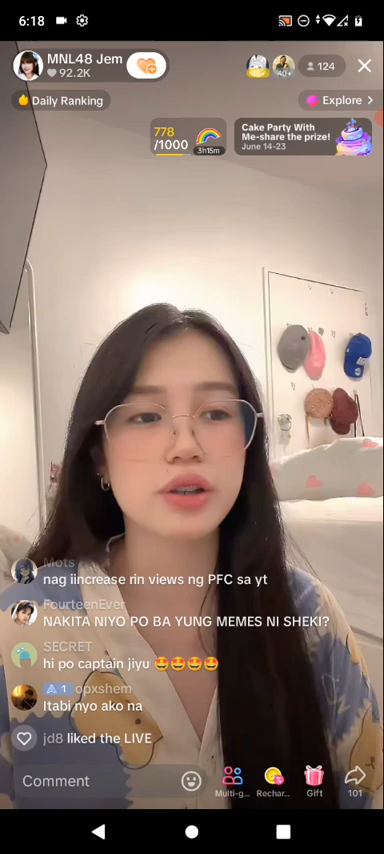 6:18
MNL48 Jem
92.2K
40+
124
Daily Ranking
Explore >
778
/1000
3h15m
Cake Party With
Me-share the prize!
June 14-23
Mots
nag iincrease rin views ng PFC sa yt
FourteenEver
NAKITA NIYO PO BA YUNG MEMES NI SHEKI?
SECRET
hi po captain jiyu 🤩🤩🤩🤩
1 opxshem
Itabi nyo ako na
jd8 liked the LIVE
Comment
Multi-g...
Rechar...
Gift
101